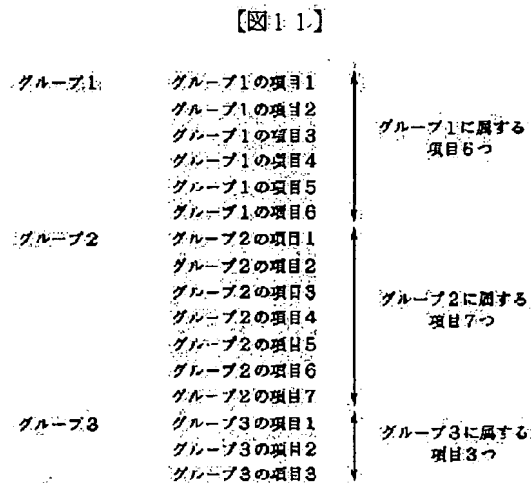 【図11】
グループ1 グループ1の項目1
グループ1の項目2
グループ1の項目3
グループ1の項目4
グループ1の項目5
グループ1の項目6
グループ1に属する
項目6つ
グループ2 グループ2の項目1
グループ2の項目2
グループ2の項目3
グループ2の項目4
グループ2の項目5
グループ2の項目6
グループ2の項目7
グループ2に属する
項目7つ
グループ3 グループ3の項目1
グループ3の項目2
グループ3の項目3
グループ3に属する
項目3つ